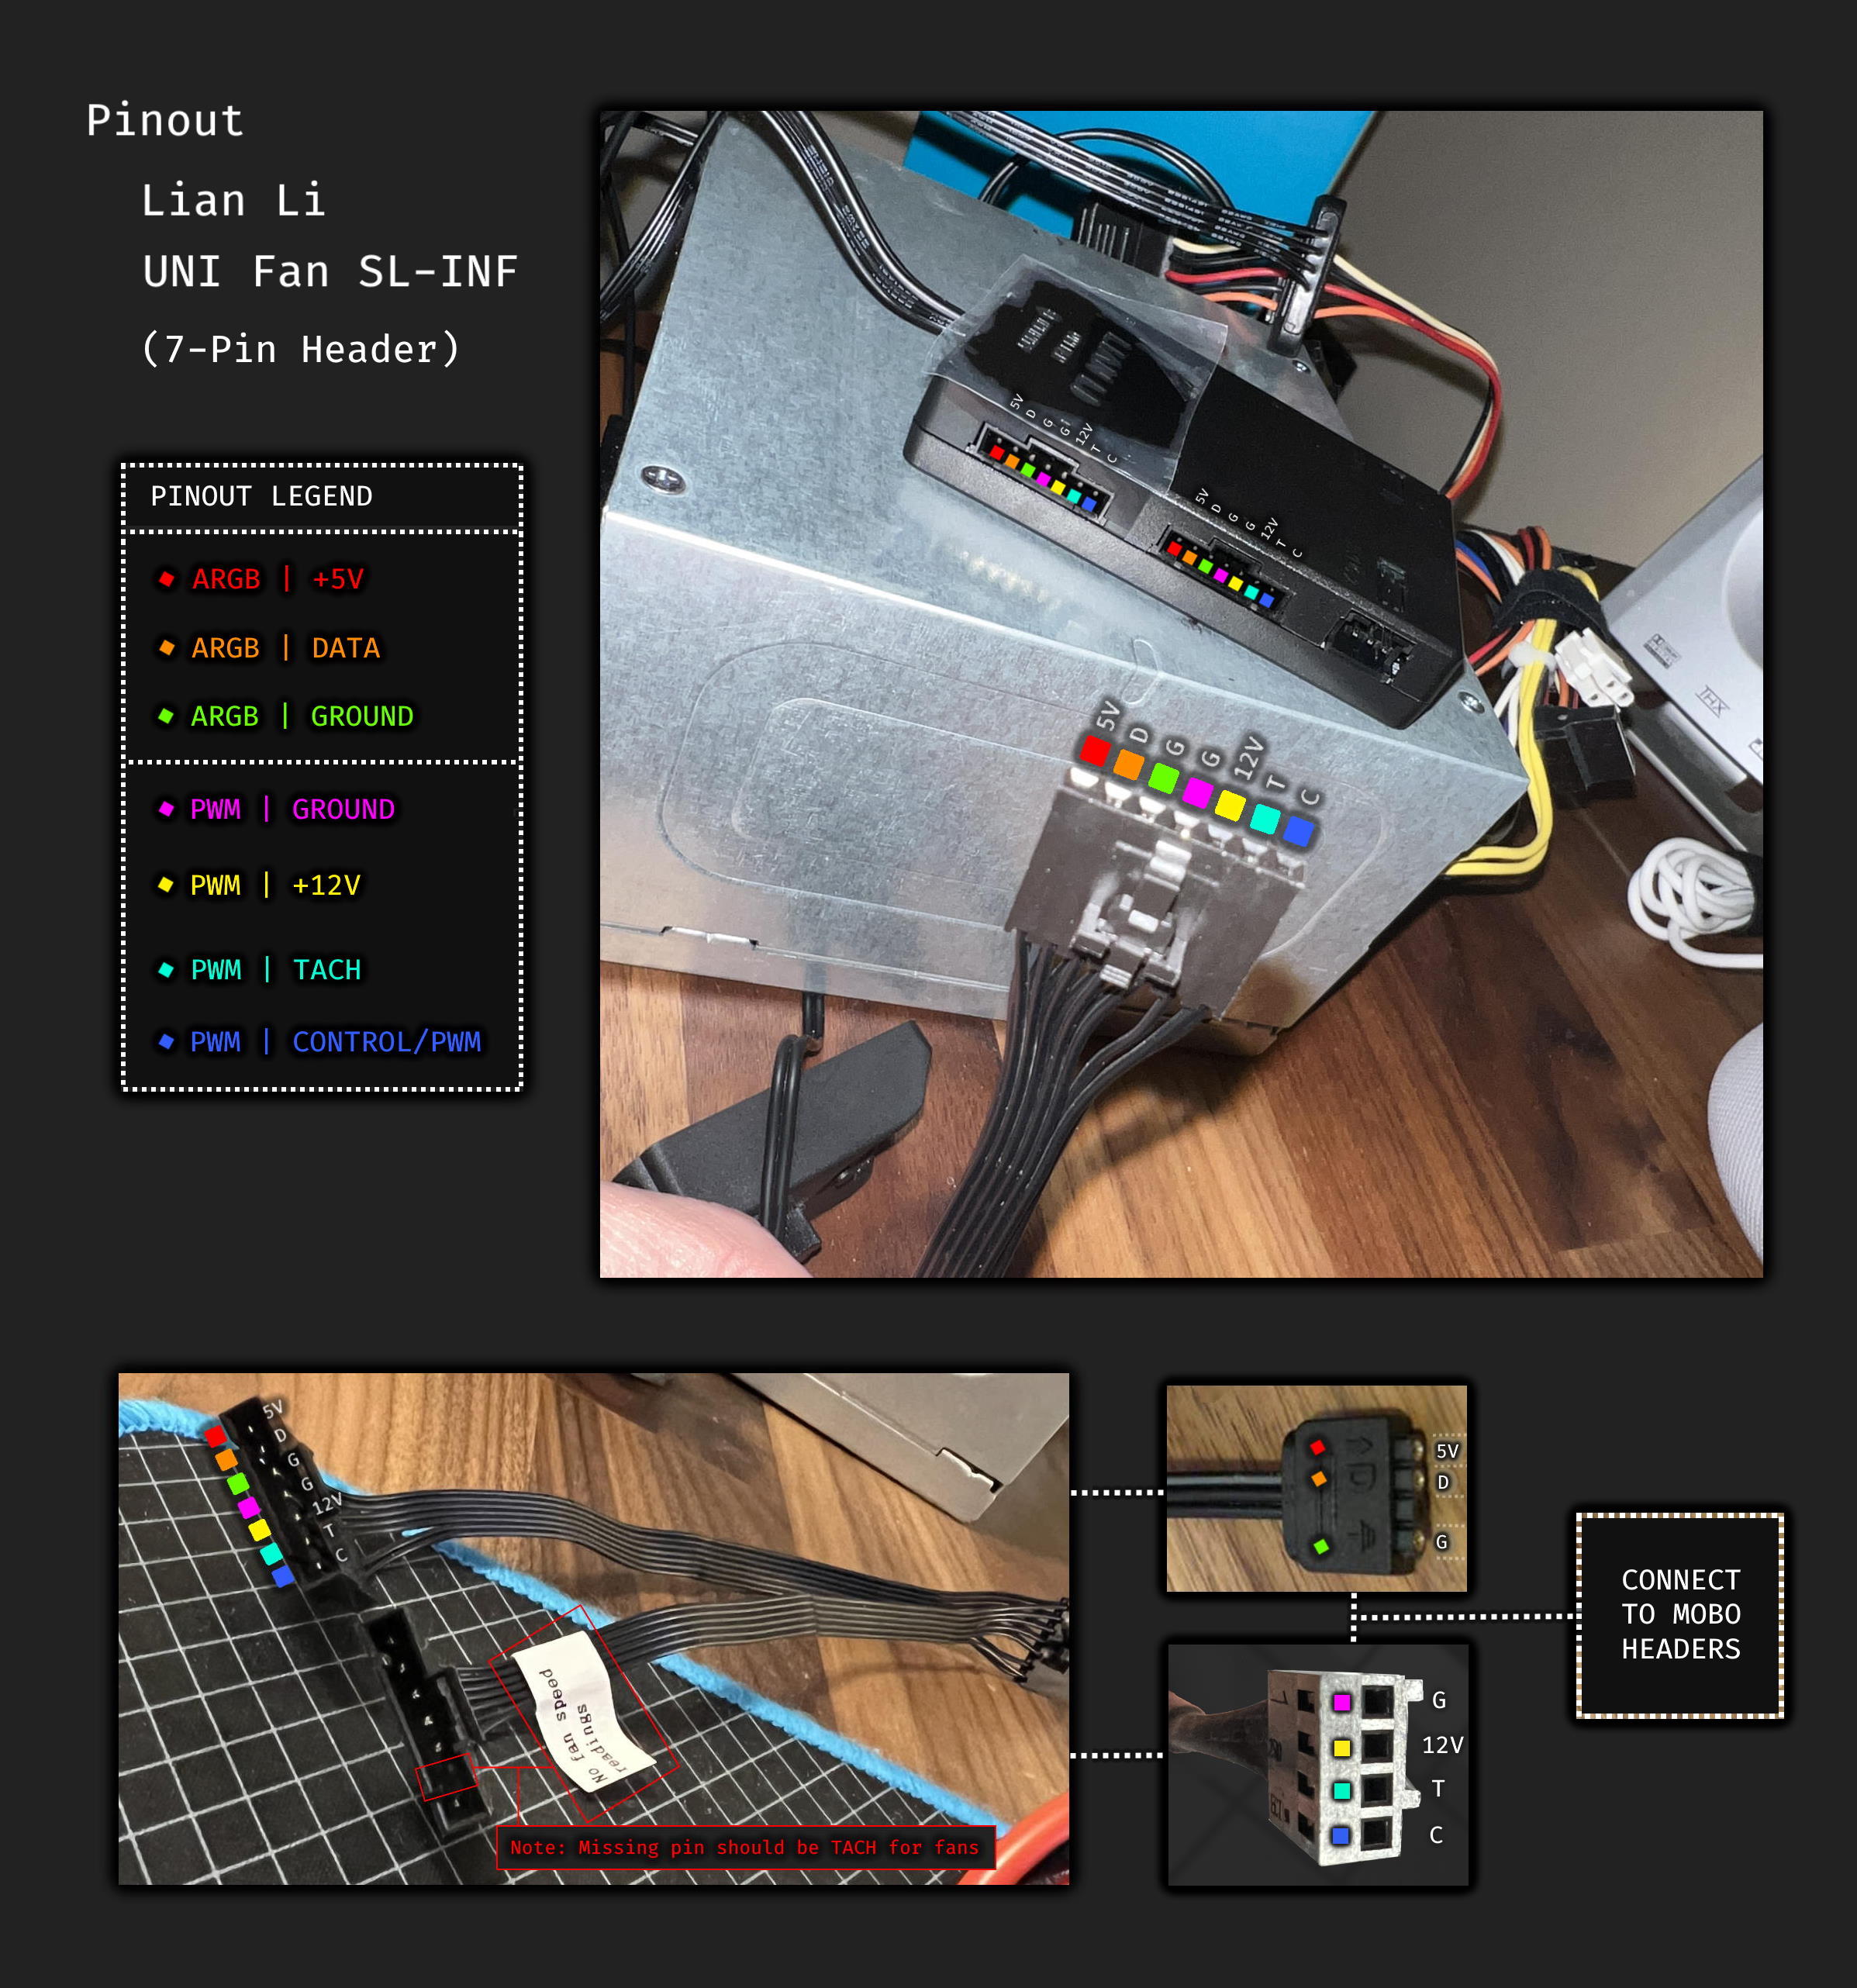 Pinout
Lian Li
UNI Fan SL-INF
(7-Pin Header)
PINOUT LEGEND
ARGB | +5V
ARGB | DATA
ARGB | GROUND
PWM | GROUND
PWM | +12V
PWM | TACH
PWM | CONTROL/PWM
5V
D
G
G
12V
T
C
5V
D
G
G
12V
T
C
5V
D
G
G
12V
T
C
THX
5V
D
G
G
12V
T
C
No fan speed
readings
Note: Missing pin should be TACH for fans
5V
D
G
D
G
12V
T
C
CONNECT
TO MOBO
HEADERS